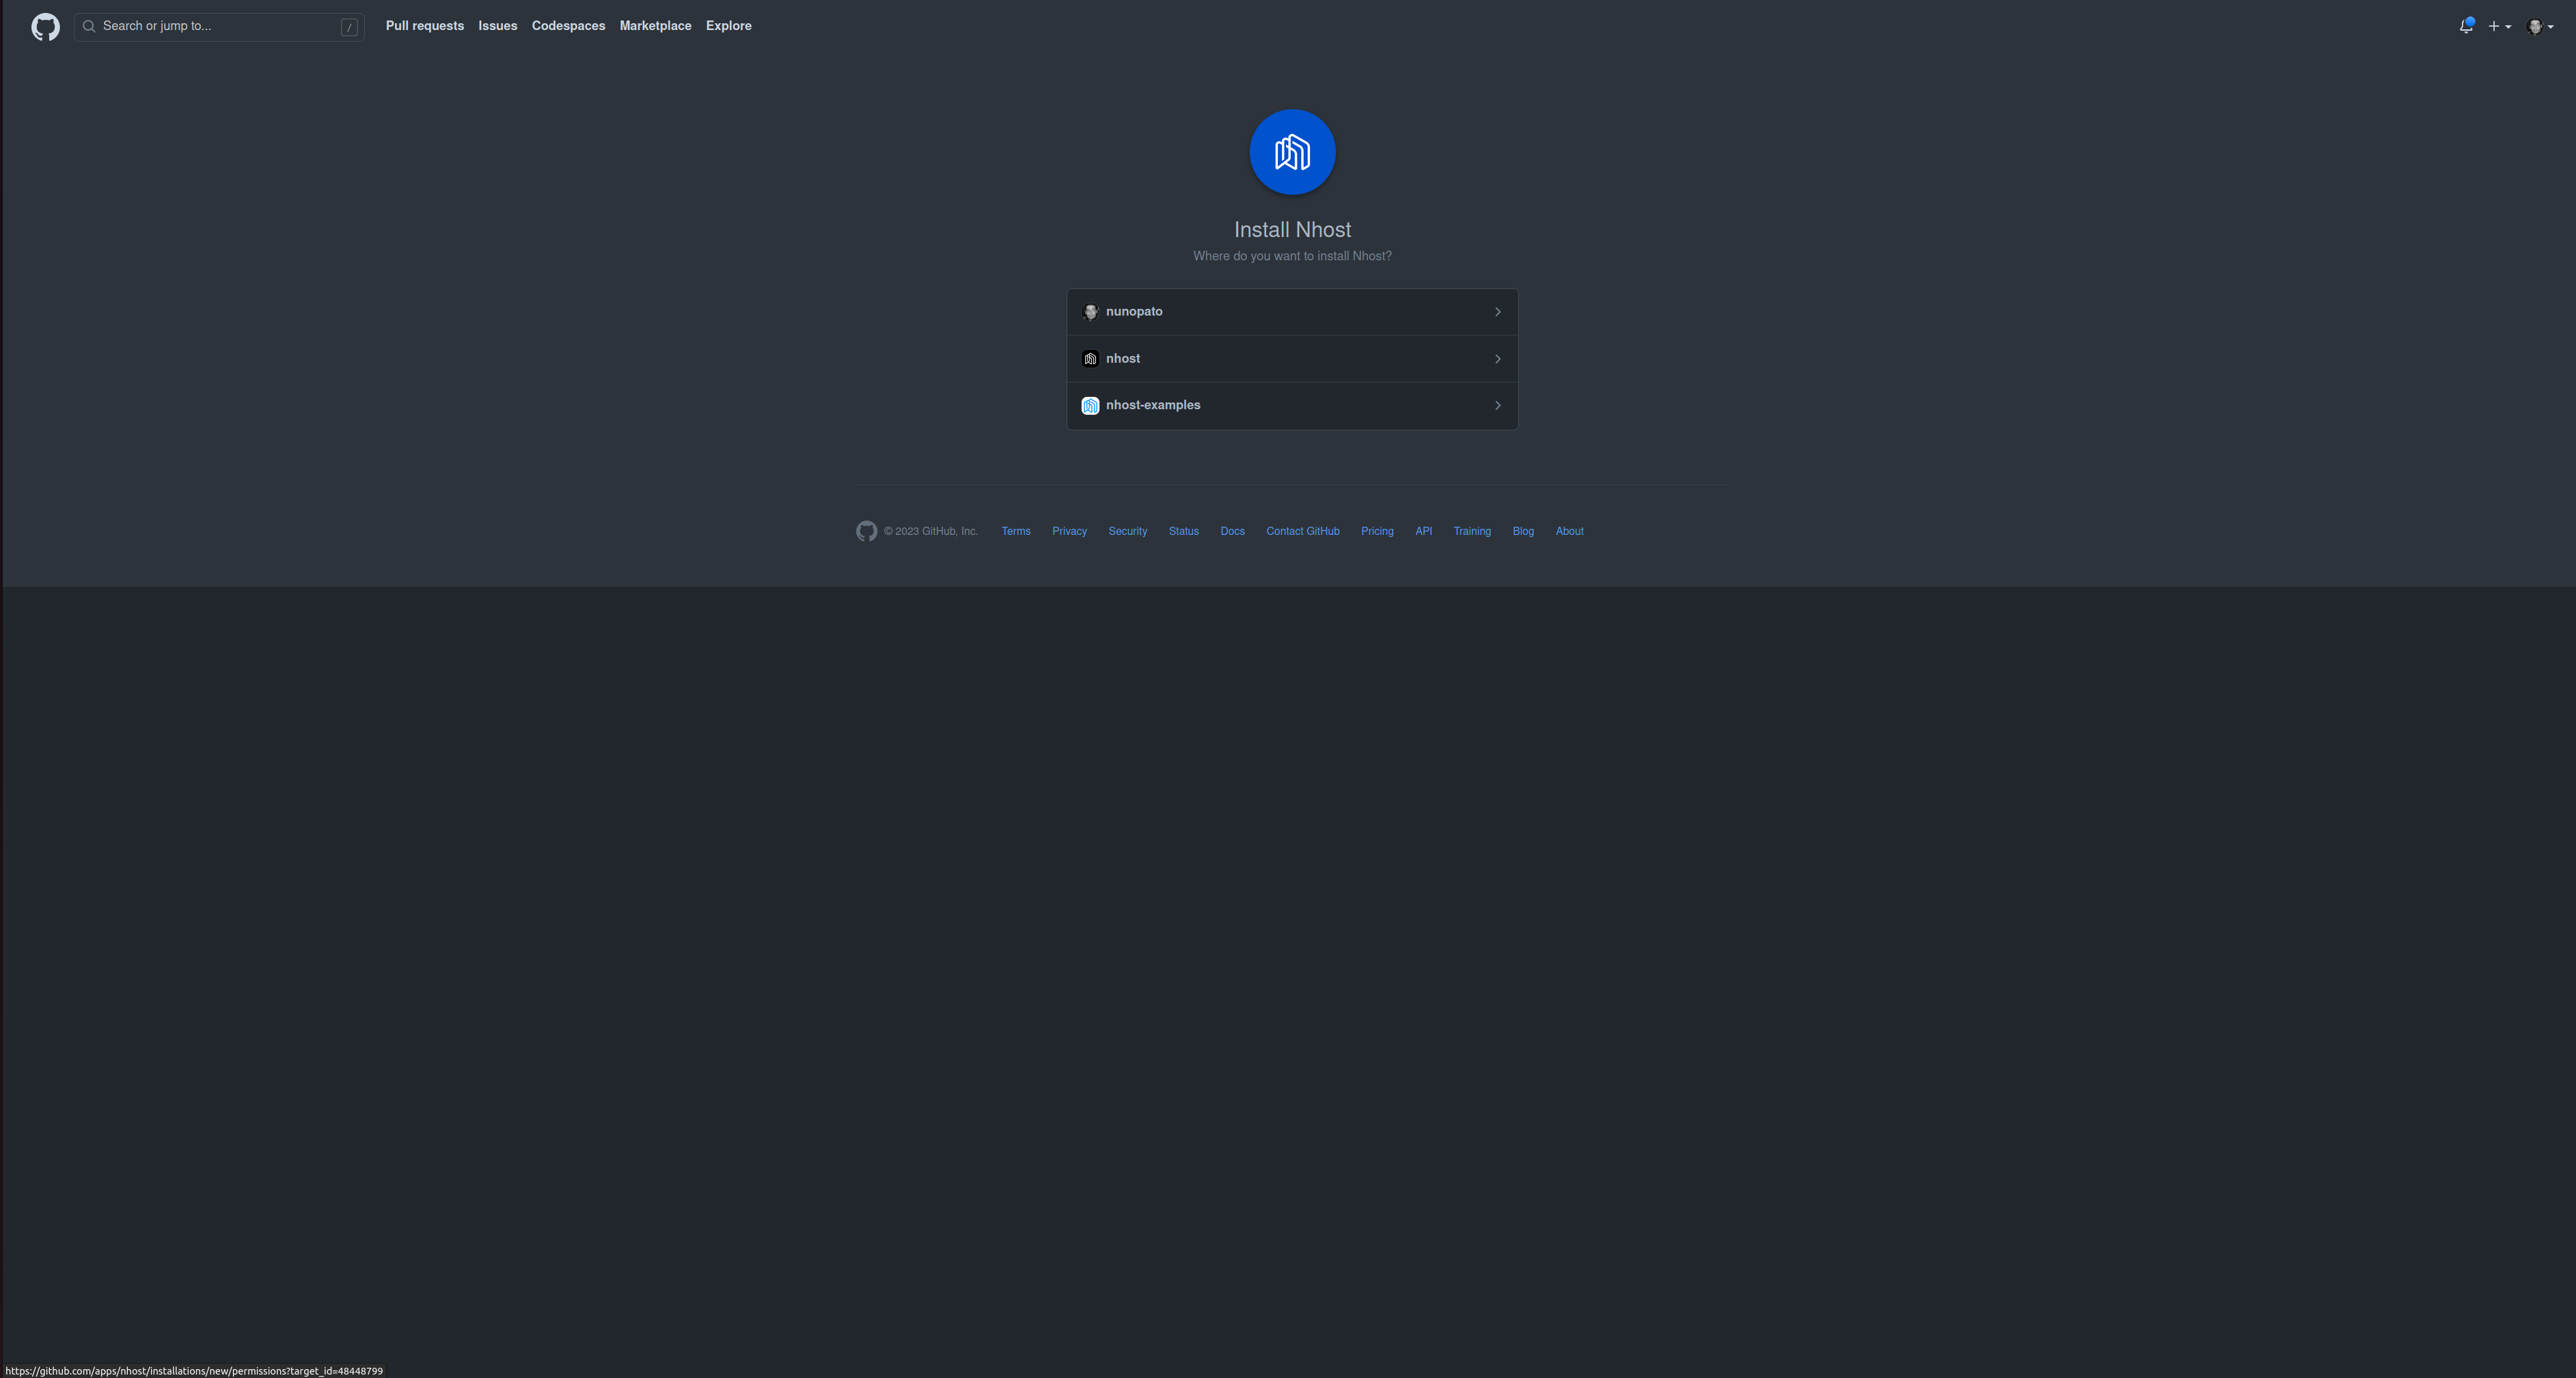 Search or jump to... / Pull requests Issues Codespaces Marketplace Explore
Install Nhost
Where do you want to install Nhost?
nunopato
nhost
nhost-examples
© 2023 GitHub, Inc. Terms Privacy Security Status Docs Contact GitHub Pricing API Training Blog About
https://github.com/apps/nhost/installations/new/permissions?target_id=48448799